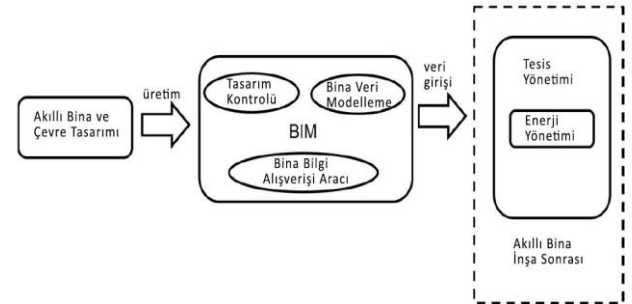 Akıllı Bina ve
Çevre Tasarımı
üretim
Tasarım
Kontrolü
Bina Veri
Modelleme
BIM
Bina Bilgi
Alışverişi Aracı
veri
girişi
Tesis
Yönetimi
Enerji
Yönetimi
Akıllı Bina
İnşa Sonrası